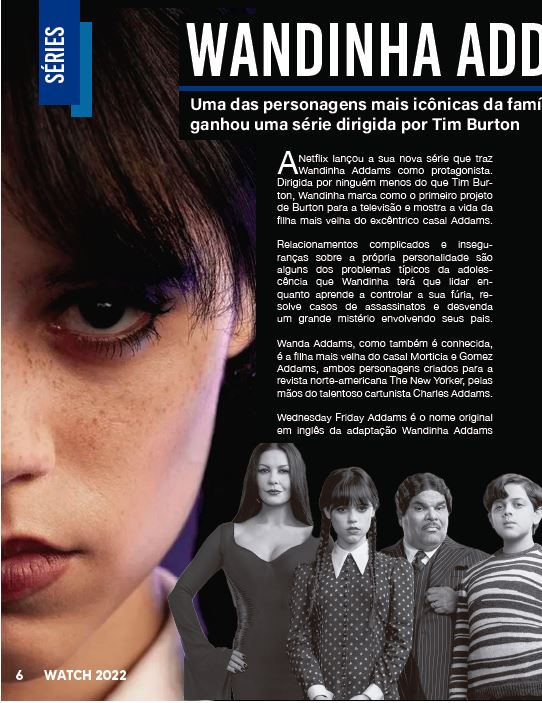 SÉRIES
WANDINHA ADD
Uma das personagens mais icônicas da famí
ganhou uma série dirigida por Tim Burton
A Netflix lançou a sua nova série que traz
Wandinha Addams como protagonista.
Dirigida por ninguém menos do que Tim Bur-
ton, Wandinha marca como o primeiro projeto
de Burton para a televisão e mostra a vida da
filha mais velha do excêntrico casal Addams.
Relacionamentos complicados e insegu-
ranças sobre a própria personalidade são
alguns dos problemas típicos da adoles-
cência que Wandinha terá que lidar en-
quanto aprende a controlar a sua fúria, re-
solve casos de assassinatos e desvenda
um grande mistério envolvendo seus pais.
Wanda Addams, como também é conhecida,
é a filha mais velha do casal Morticia e Gomez
Addams, ambos personagens criados para a
revista norte-americana The New Yorker, pelas
mãos do talentoso cartunista Charles Addams.
Wednesday Friday Addams é o nome original
em inglês da adaptação Wandinha Addams
6 WATCH 2022